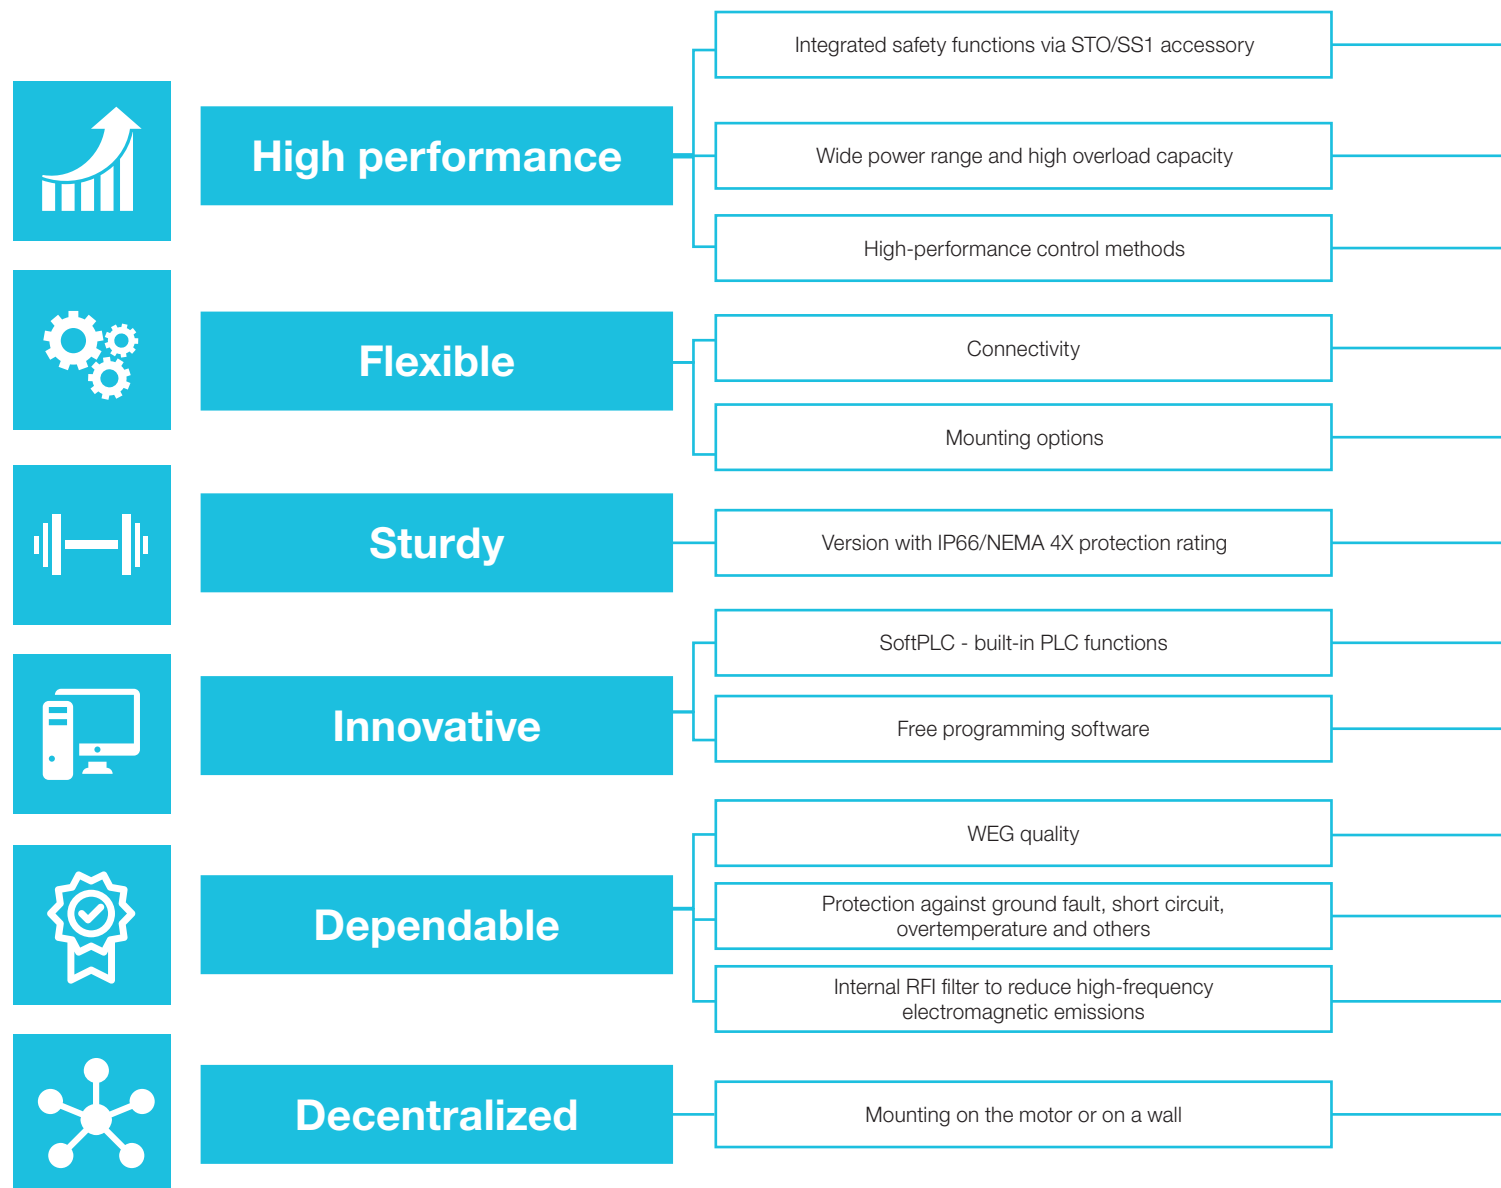 High performance
Integrated safety functions via STO/SS1 accessory
Wide power range and high overload capacity
High-performance control methods
Flexible
Connectivity
Mounting options
Sturdy
Version with IP66/NEMA 4X protection rating
Innovative
SoftPLC - built-in PLC functions
Free programming software
Dependable
WEG quality
Protection against ground fault, short circuit,
overtemperature and others
Internal RFI filter to reduce high-frequency
electromagnetic emissions
Decentralized
Mounting on the motor or on a wall